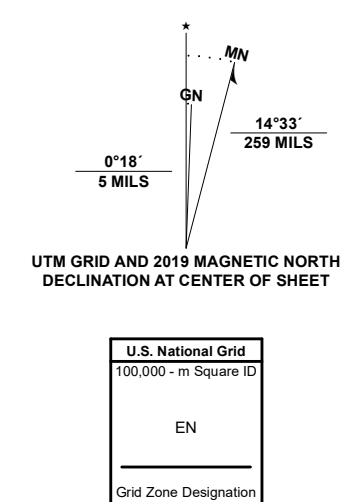 ★
MN
GN
14°33´
259 MILS
0°18´
5 MILS
UTM GRID AND 2019 MAGNETIC NORTH
DECLINATION AT CENTER OF SHEET
U.S. National Grid
100,000 - m Square ID
EN
Grid Zone Designation